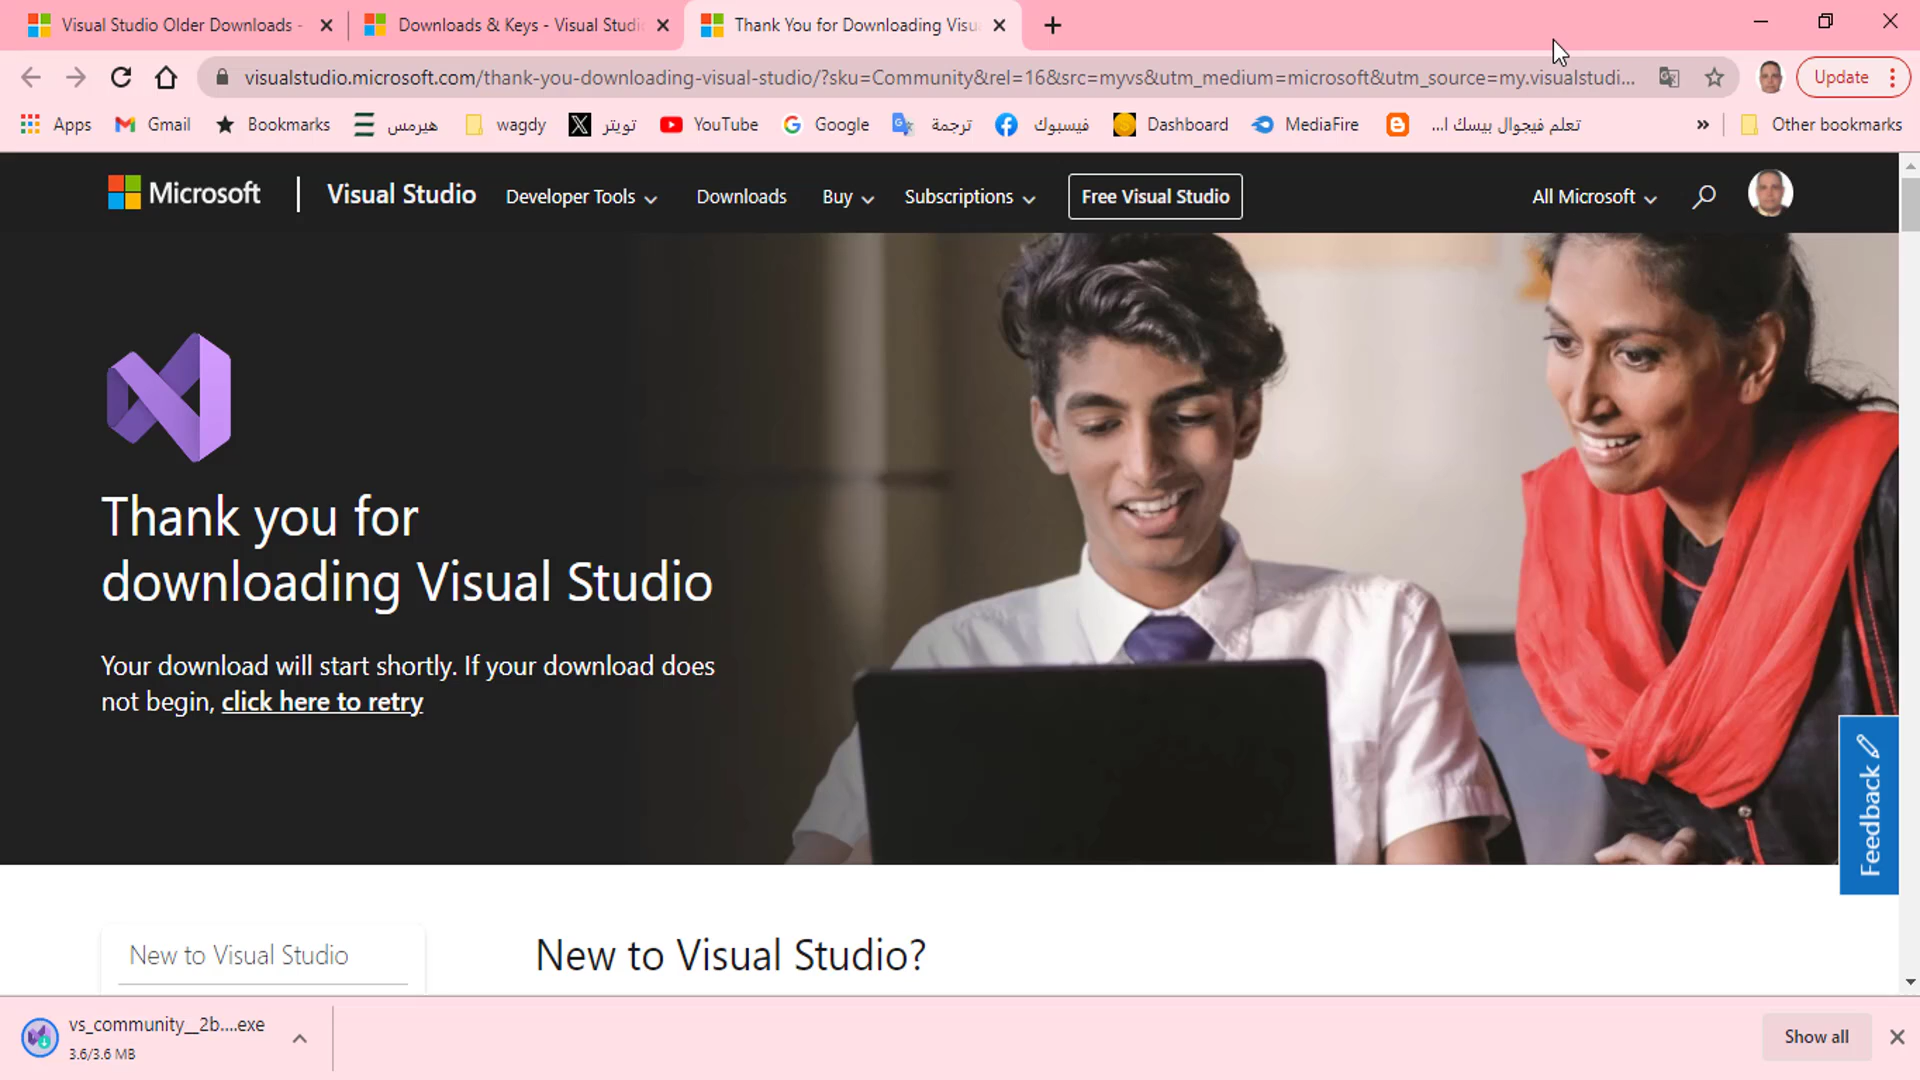 Visual Studio Older Downloads -
Downloads & Keys - Visual Studi
Thank You for Downloading Visu
visualstudio.microsoft.com/thank-you-downloading-visual-studio/?sku=Community&rel=16&src=myvs&utm_medium=microsoft&utm_source=my.visualstudi...
Update
Apps
Gmail
Bookmarks
هيرمس
wagdy
تويتر
YouTube
Google
ترجمة
فيسبوك
Dashboard
MediaFire
تعلم فيجوال بيسك ا...
»
Other bookmarks
Microsoft
Visual Studio
Developer Tools
Downloads
Buy
Subscriptions
Free Visual Studio
All Microsoft
Thank you for
downloading Visual Studio
Your download will start shortly. If your download does
not begin, click here to retry
Feedback
New to Visual Studio
New to Visual Studio?
vs_community__2b....exe
3.6/3.6 MB
Show all